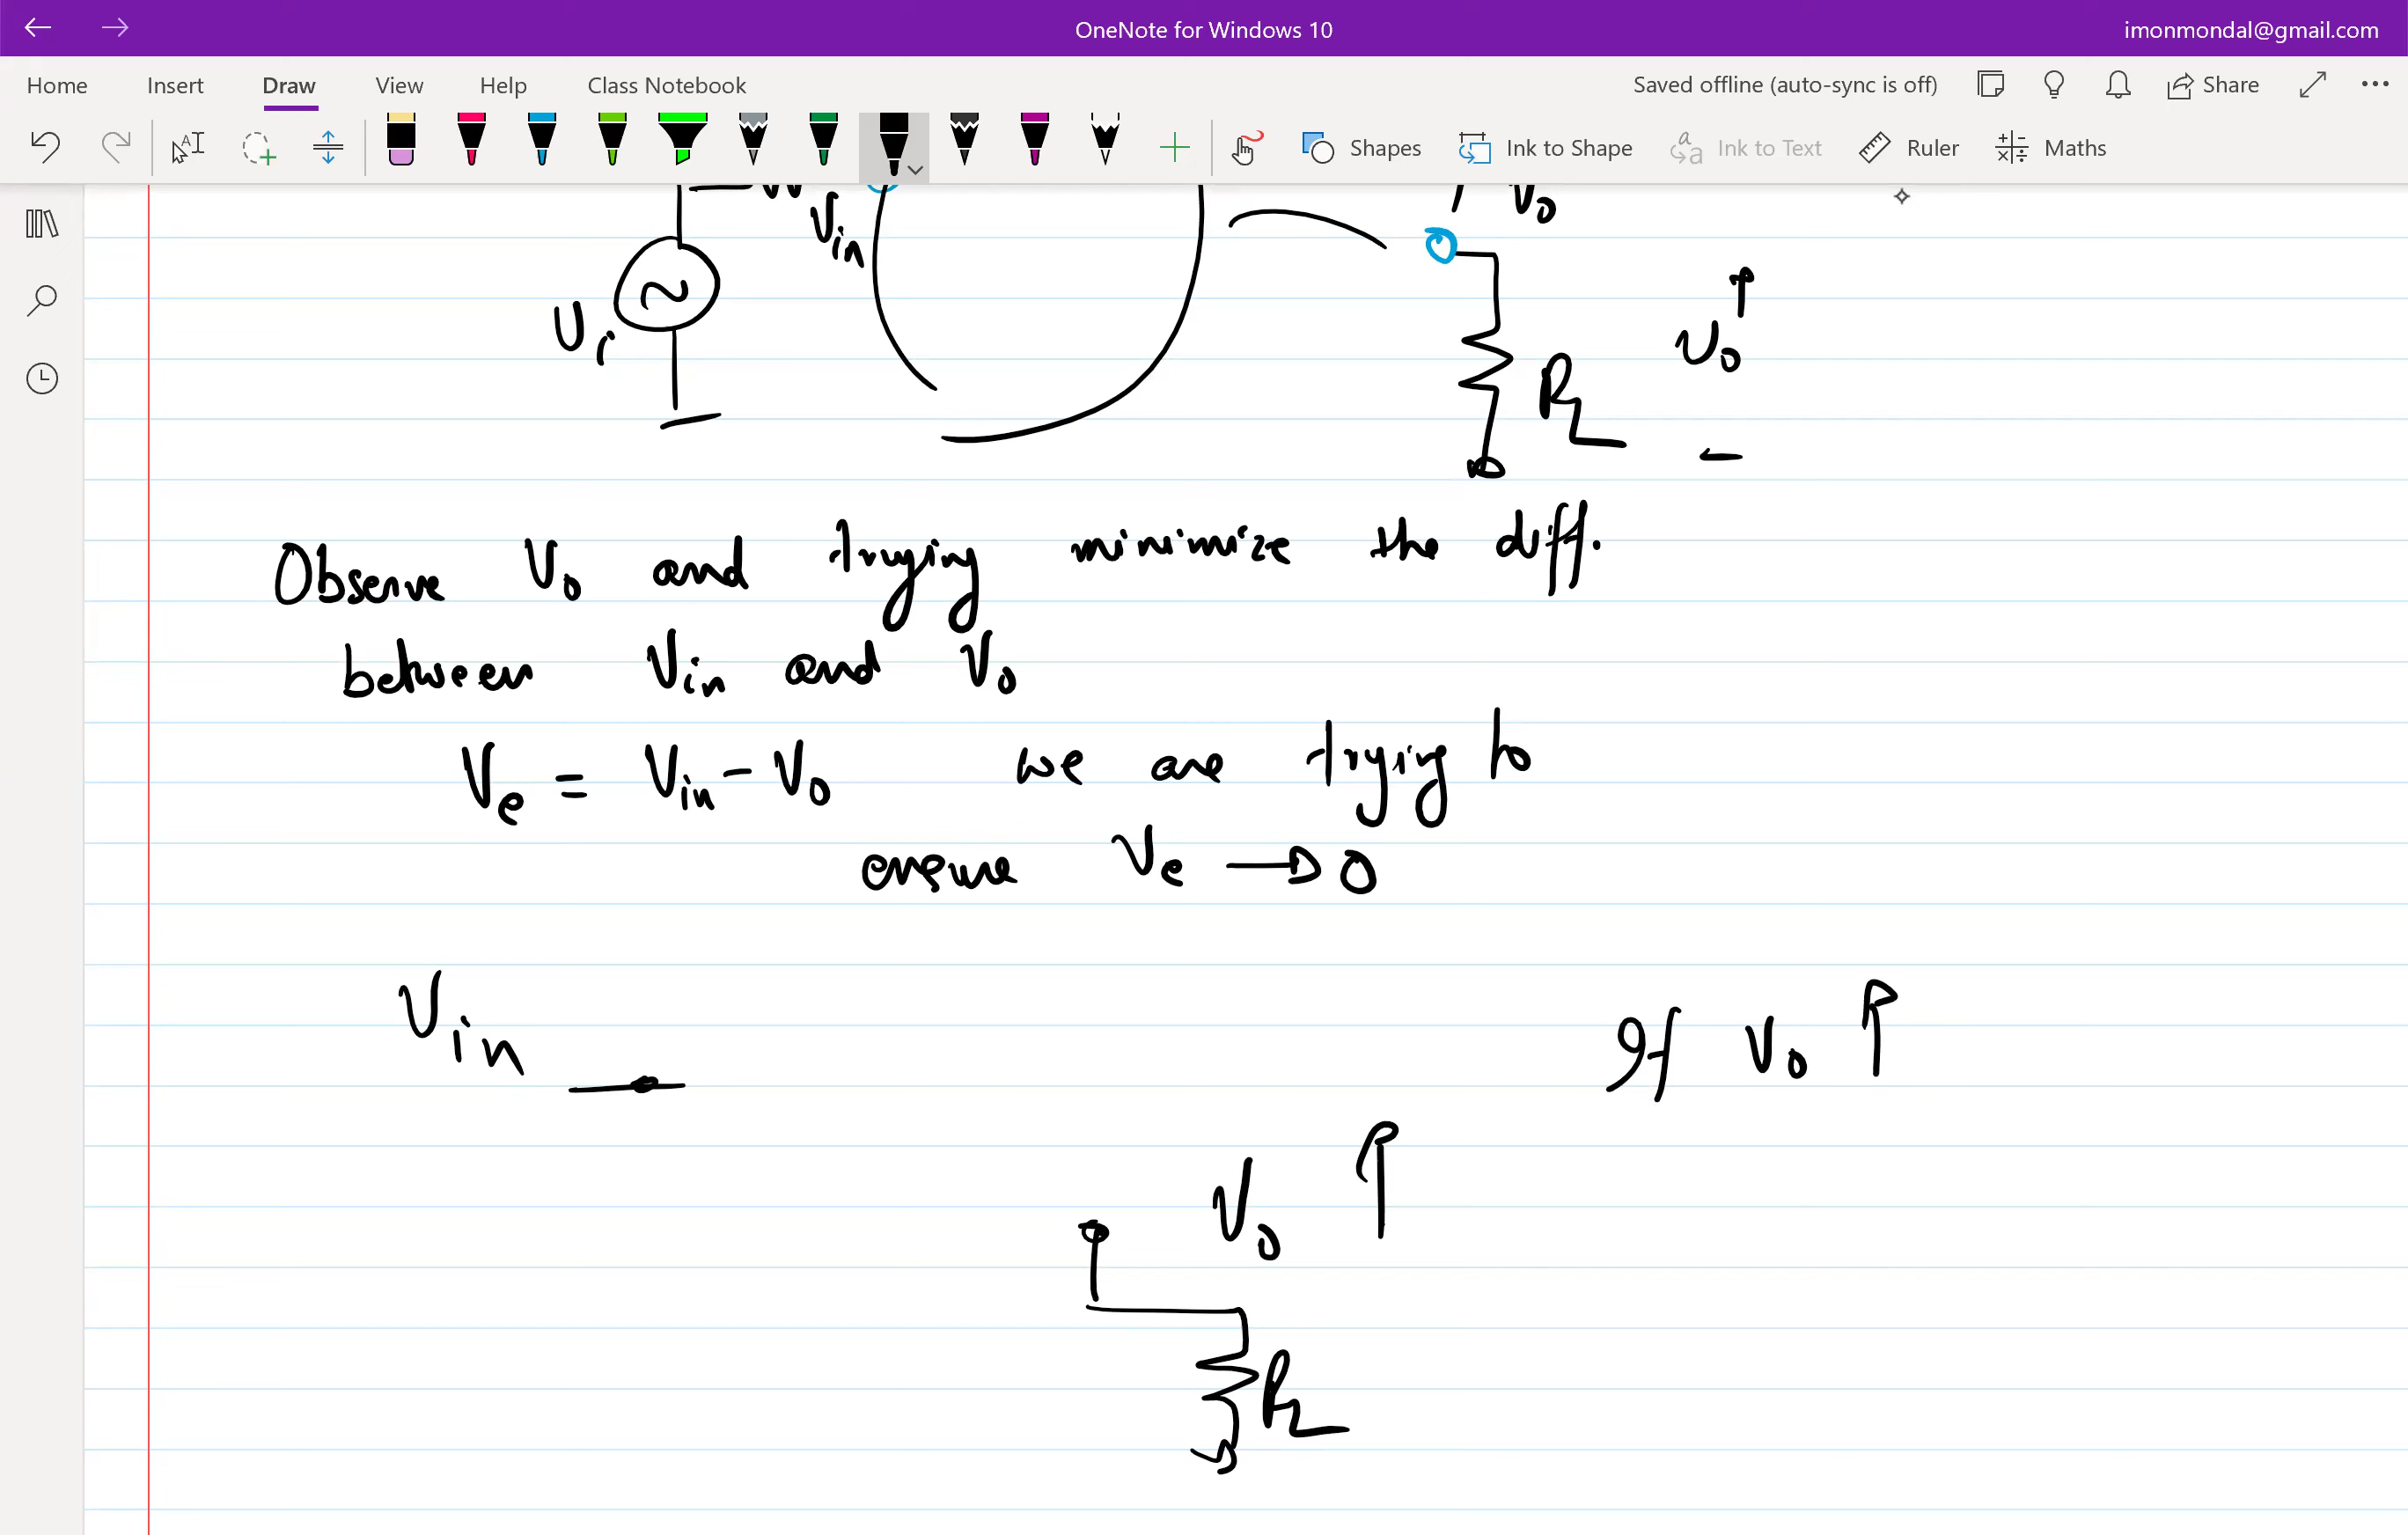 OneNote for Windows 10
imonmondal@gmail.com
Home Insert Draw View Help Class Notebook
Saved offline (auto-sync is off) Share
Shapes Ink to Shape Ink to Text Ruler Maths
Vin
Vo
Vi
RL
Vo
Observe Vo and trying minimize the diff.
between Vin and Vo
Ve = Vin - Vo we are trying to
ensure Ve → 0
Vin
If Vo ↑
Vo ↑
RL